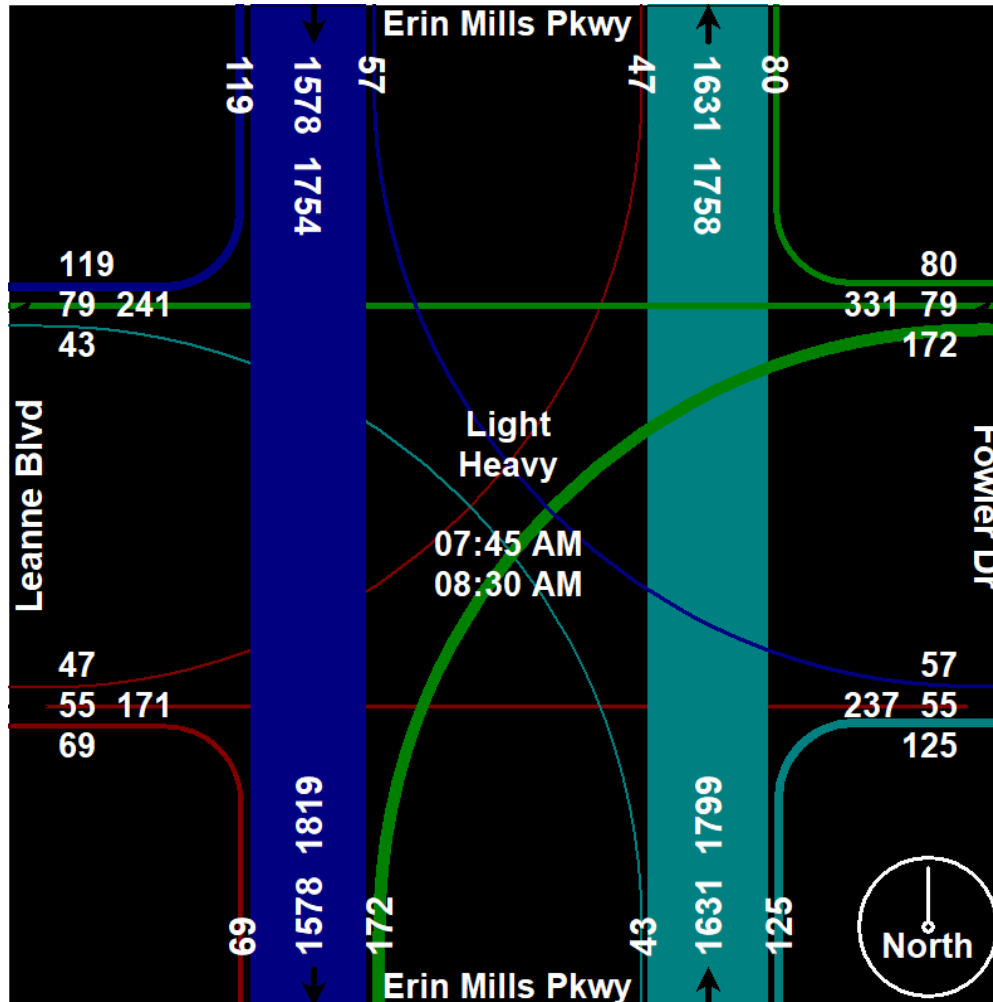 Erin Mills Pkwy
119
1578 1754
57
47
1631 1758
80
119
79 241
43
80
331 79
172
Leanne Blvd
Light
Heavy
Fowler Dr
07:45 AM
08:30 AM
47
55 171
69
57
237 55
125
69
1578 1819
172
43
1631 1799
125
North
Erin Mills Pkwy